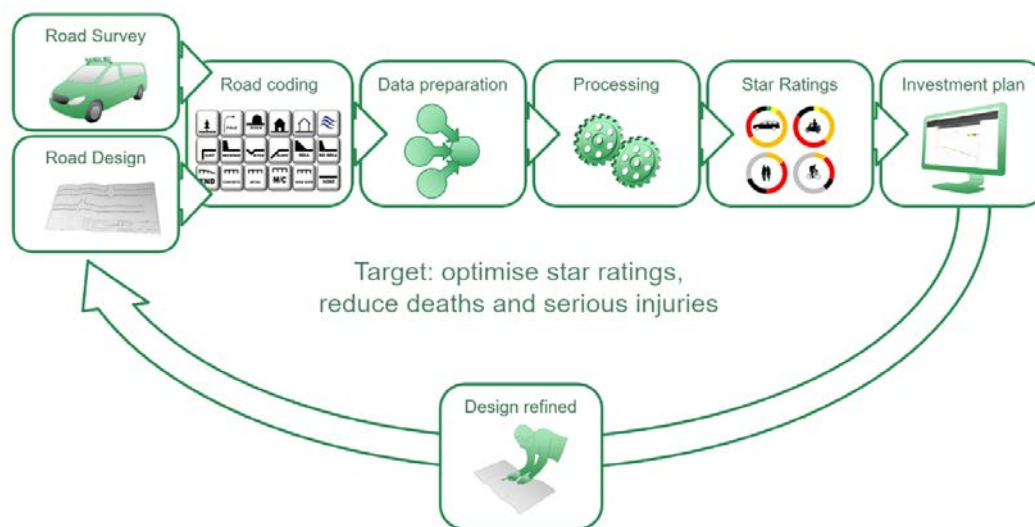 Road Survey
Road Design
Road coding
Data preparation
Processing
Star Ratings
Investment plan
POLE
M/C
Target: optimise star ratings,
reduce deaths and serious injuries
Design refined